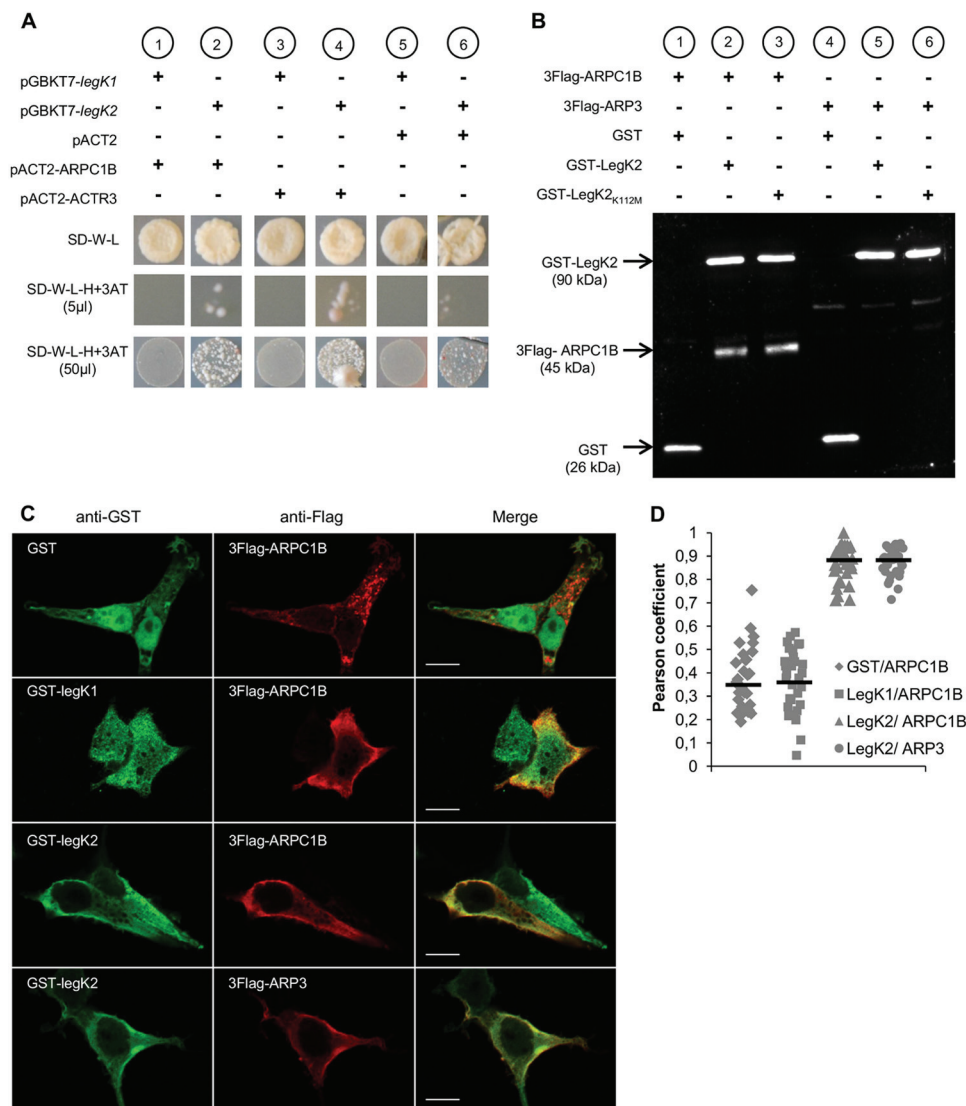 A
1 2 3 4 5 6
pGBKT7-legK1 + - + - + -
pGBKT7-legK2 - + - + - +
pACT2 - - - - + +
pACT2-ARPC1B + + - - - -
pACT2-ACTR3 - - + + - -
SD-W-L
SD-W-L-H+3AT
(5µl)
SD-W-L-H+3AT
(50µl)
B
1 2 3 4 5 6
3Flag-ARPC1B + + + - - -
3Flag-ARP3 - - - + + +
GST + - - + - -
GST-LegK2 - + - - + -
GST-LegK2K112M - - + - - +
GST-LegK2
(90 kDa)
3Flag- ARPC1B
(45 kDa)
GST
(26 kDa)
C
anti-GST anti-Flag Merge
GST 3Flag-ARPC1B
GST-legK1 3Flag-ARPC1B
GST-legK2 3Flag-ARPC1B
GST-legK2 3Flag-ARP3
D
Pearson coefficient
1
0,9
0,8
0,7
0,6
0,5
0,4
0,3
0,2
0,1
0
GST/ARPC1B
LegK1/ARPC1B
LegK2/ ARPC1B
LegK2/ ARP3